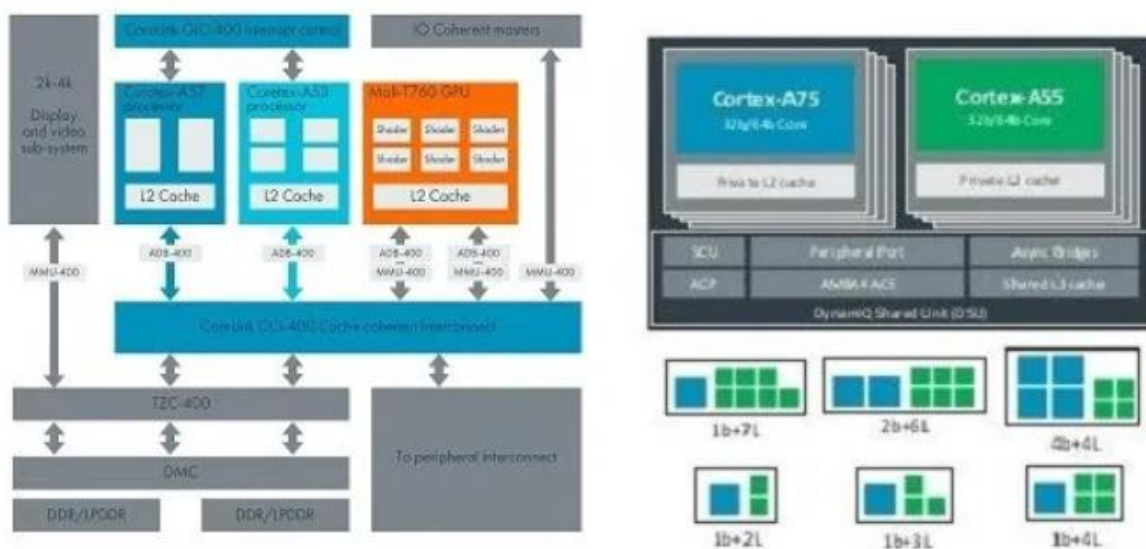 CoreLink GIC-400 Interrupt control
IO Coherent masters
2k-4k
Display
and video
sub-system
Coretex-A57
processor
Coretex-A53
processor
Mali-T760 GPU
Shader
Shader
Shader
Shader
Shader
Shader
L2 Cache
L2 Cache
L2 Cache
MMU-400
ADB-400
ADB-400
ADB-400
MMU-400
ADB-400
MMU-400
MMU-400
CoreLink CCI-400 Cache coherent interconnect
TZC-400
DMC
DDR/LPDDR
DDR/LPDDR
To peripheral interconnect
Cortex-A75
32b/64b Core
Private L2 cache
Cortex-A55
32b/64b Core
Private L2 cache
SCU
Peripheral Port
Async Bridges
ACP
AMBA4 ACE
Shared L3 cache
DynamIQ Shared Unit (DSU)
1b+7L
2b+6L
4b+4L
1b+2L
1b+3L
1b+4L